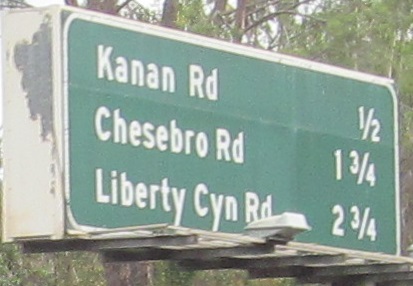 Kanan Rd ½
Chesebro Rd 1 ¾
Liberty Cyn Rd 2 ¾